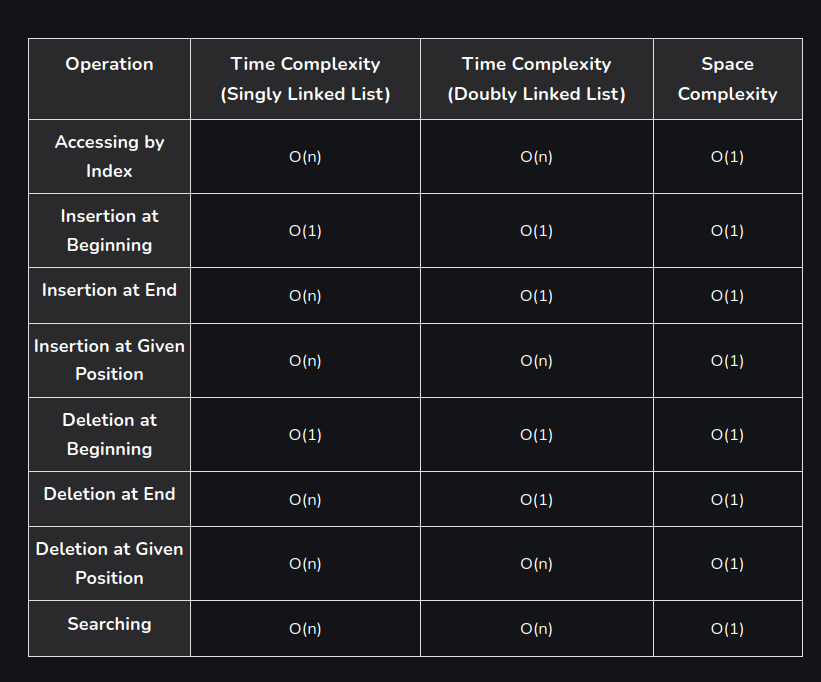 Operation
Time Complexity
(Singly Linked List)
Time Complexity
(Doubly Linked List)
Space
Complexity
Accessing by
Index
O(n)
O(n)
O(1)
Insertion at
Beginning
O(1)
O(1)
O(1)
Insertion at End
O(n)
O(1)
O(1)
Insertion at Given
Position
O(n)
O(n)
O(1)
Deletion at
Beginning
O(1)
O(1)
O(1)
Deletion at End
O(n)
O(1)
O(1)
Deletion at Given
Position
O(n)
O(n)
O(1)
Searching
O(n)
O(n)
O(1)